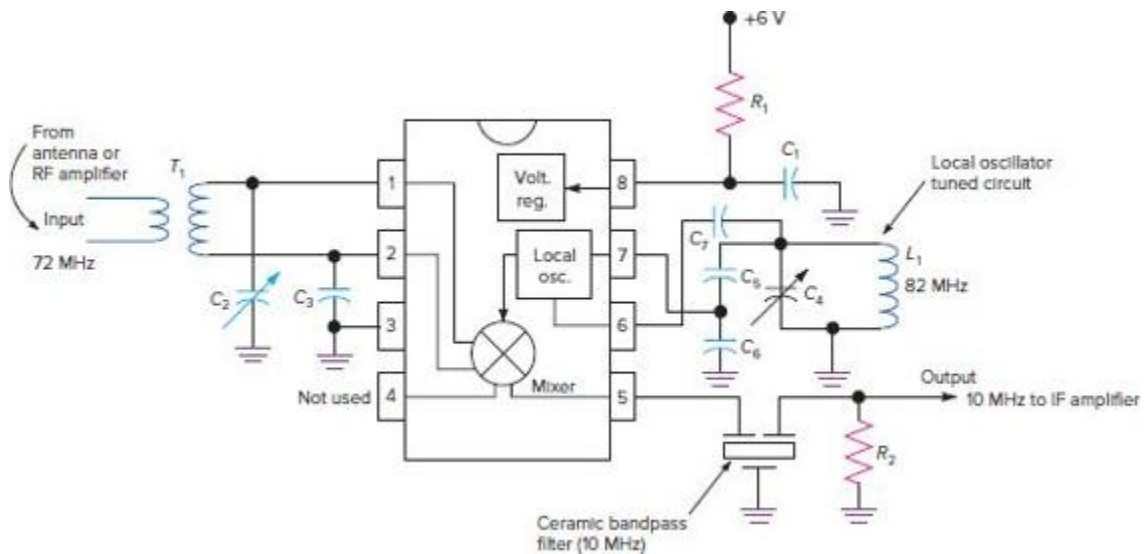 +6 V
R1
From
antenna or
RF amplifier
T1
C1
Local oscillator
tuned circuit
Input
1
Volt.
reg.
8
C7
72 MHz
2
Local
osc.
7
L1
C5
82 MHz
C2
C3
C4
3
6
C6
Not used
4
Mixer
5
Output
10 MHz to IF amplifier
R2
Ceramic bandpass
filter (10 MHz)